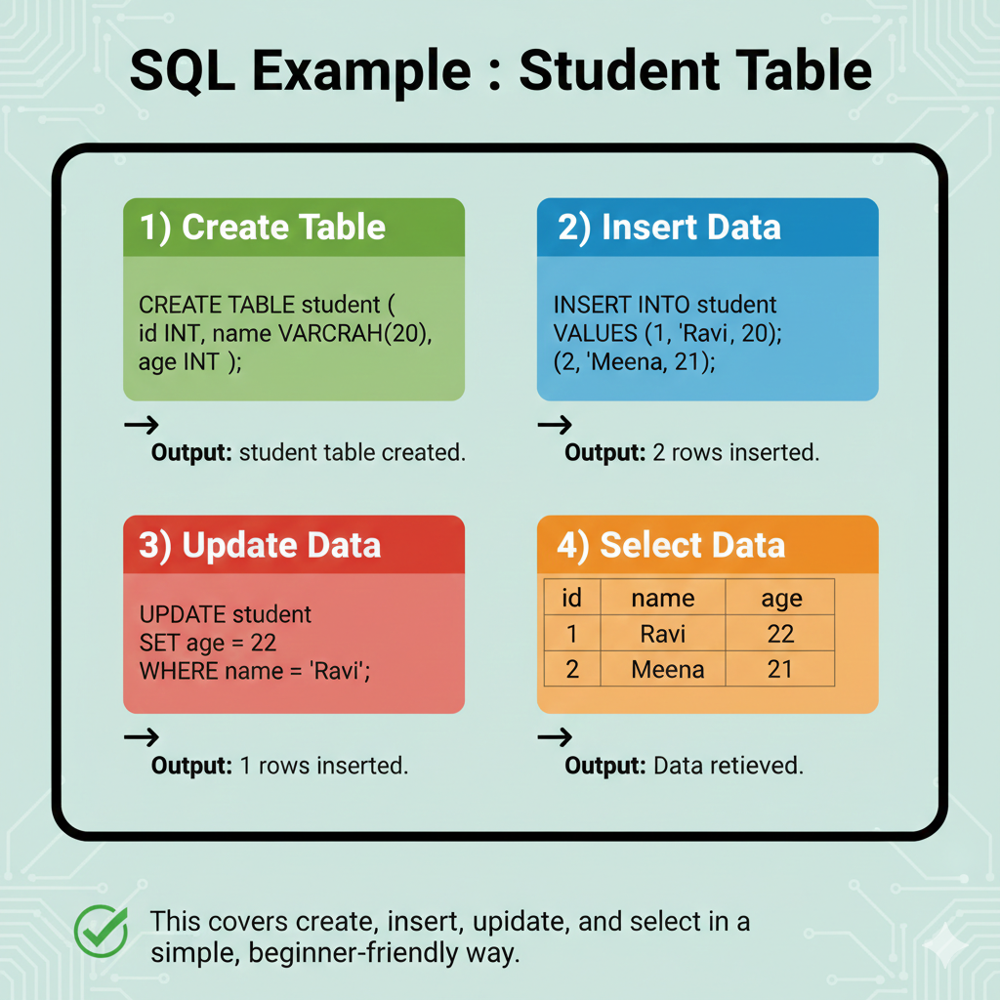 SQL Example : Student Table
1) Create Table
CREATE TABLE student (
id INT, name VARCRAH(20),
age INT );
→
Output: student table created.
2) Insert Data
INSERT INTO student
VALUES (1, 'Ravi, 20);
(2, 'Meena, 21);
→
Output: 2 rows inserted.
3) Update Data
UPDATE student
SET age = 22
WHERE name = 'Ravi';
→
Output: 1 rows inserted.
4) Select Data
id name age
1 Ravi 22
2 Meena 21
→
Output: Data retieved.
This covers create, insert, upidate, and select in a
simple, beginner-friendly way.